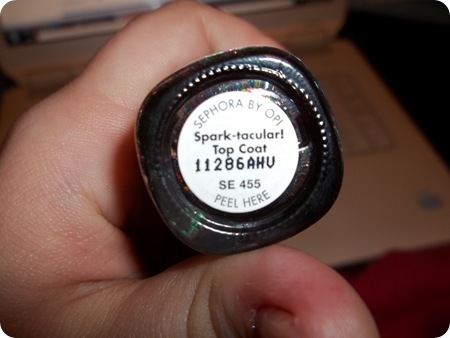 SEPHORA BY OPI
Spark-tacular!
Top Coat
11286AHV
SE 455
PEEL HERE